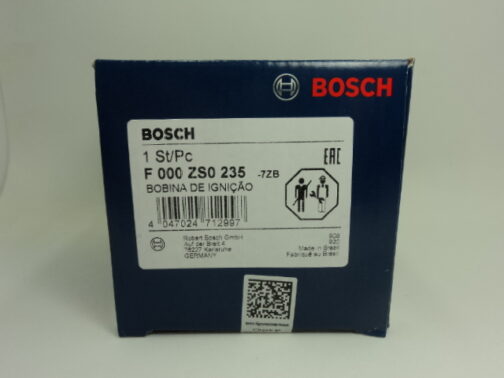 BOSCH
BOSCH
1 St/Pc
F 000 ZS0 235 -7ZB
BOBINA DE IGNIÇÃO
EAC
4 047024 712997
Robert Bosch GmbH
Auf der Breit 4
76227 Karlsruhe
GERMANY
Made in Brazil
Fabriqué au Brésil